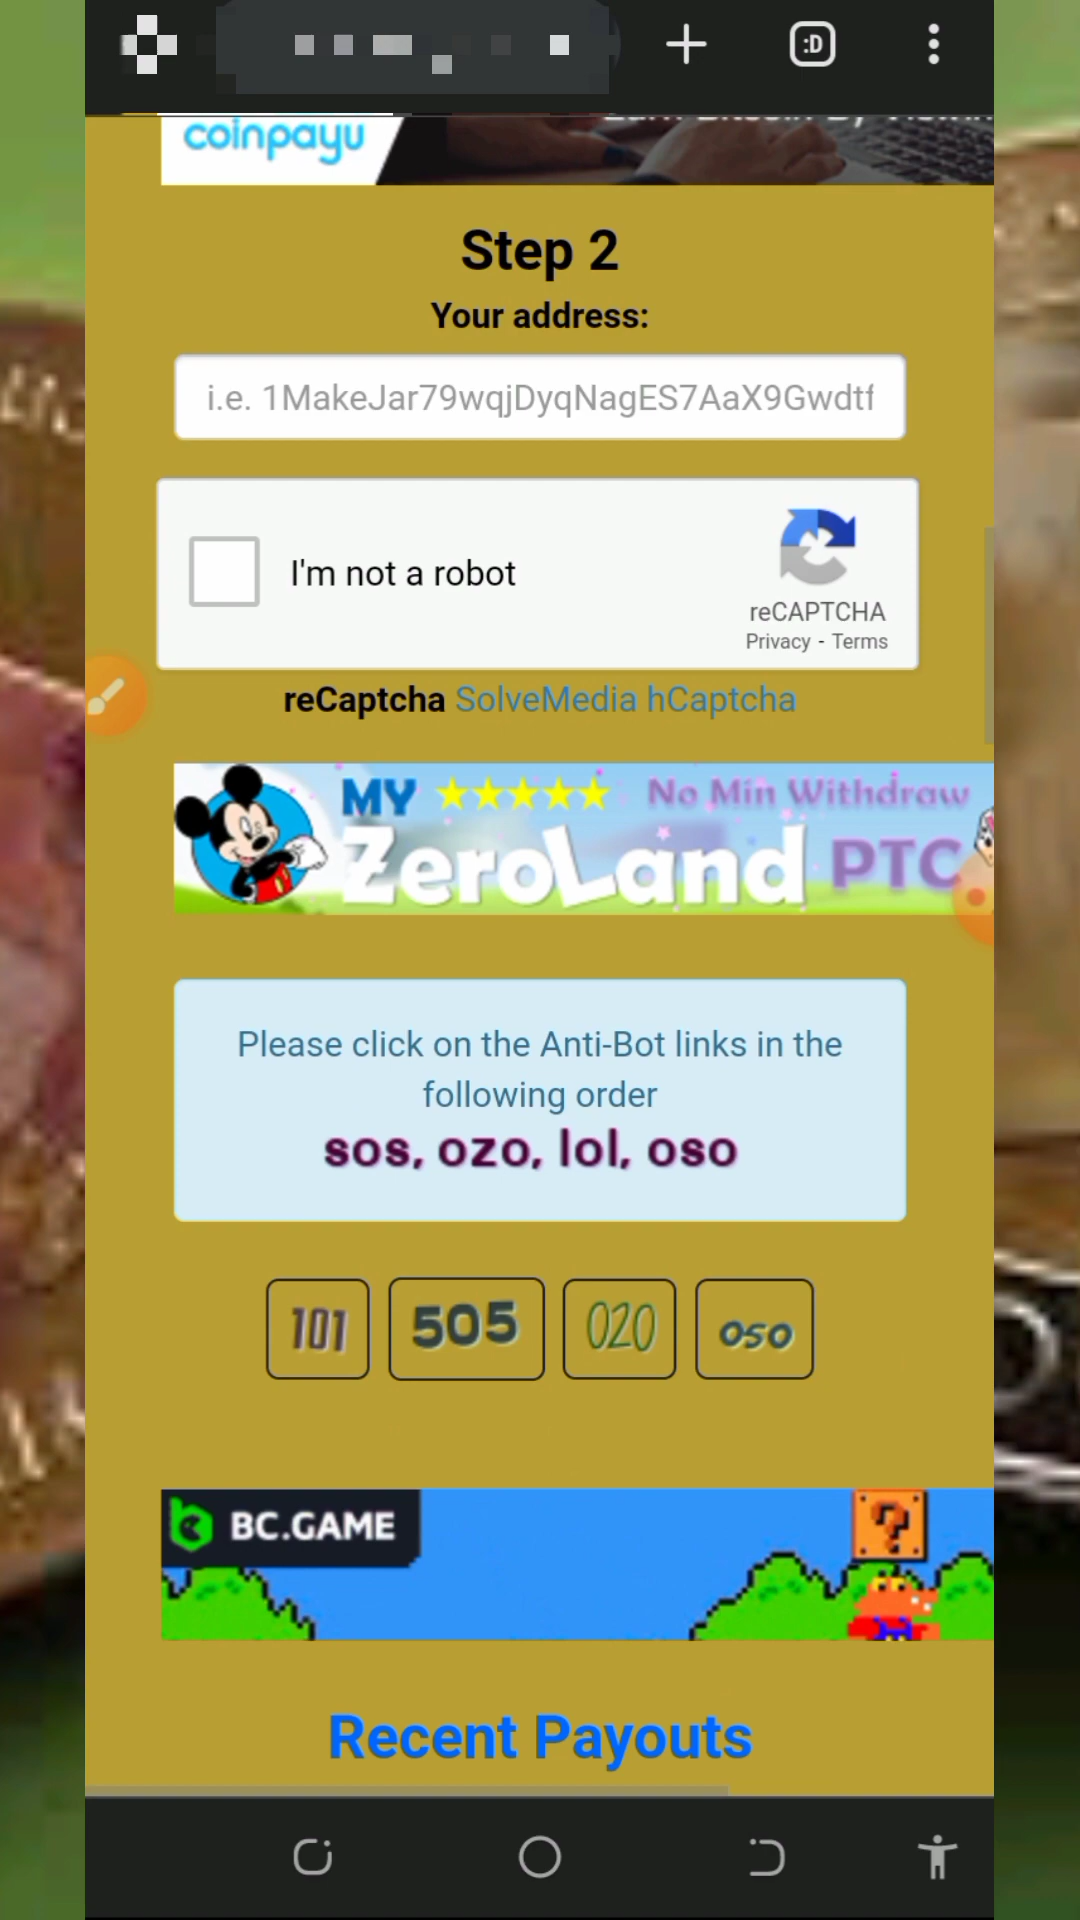 :D
coinpayu
Step 2
Your address:
i.e. 1MakeJar79wqjDyqNagES7AaX9Gwdtf
I'm not a robot
reCAPTCHA
Privacy - Terms
reCaptcha SolveMedia hCaptcha
MY No Min Withdraw
ZeroLand PTC
Please click on the Anti-Bot links in the
following order
sos, ozo, lol, oso
101 505 020 oso
BC.GAME
?
Recent Payouts